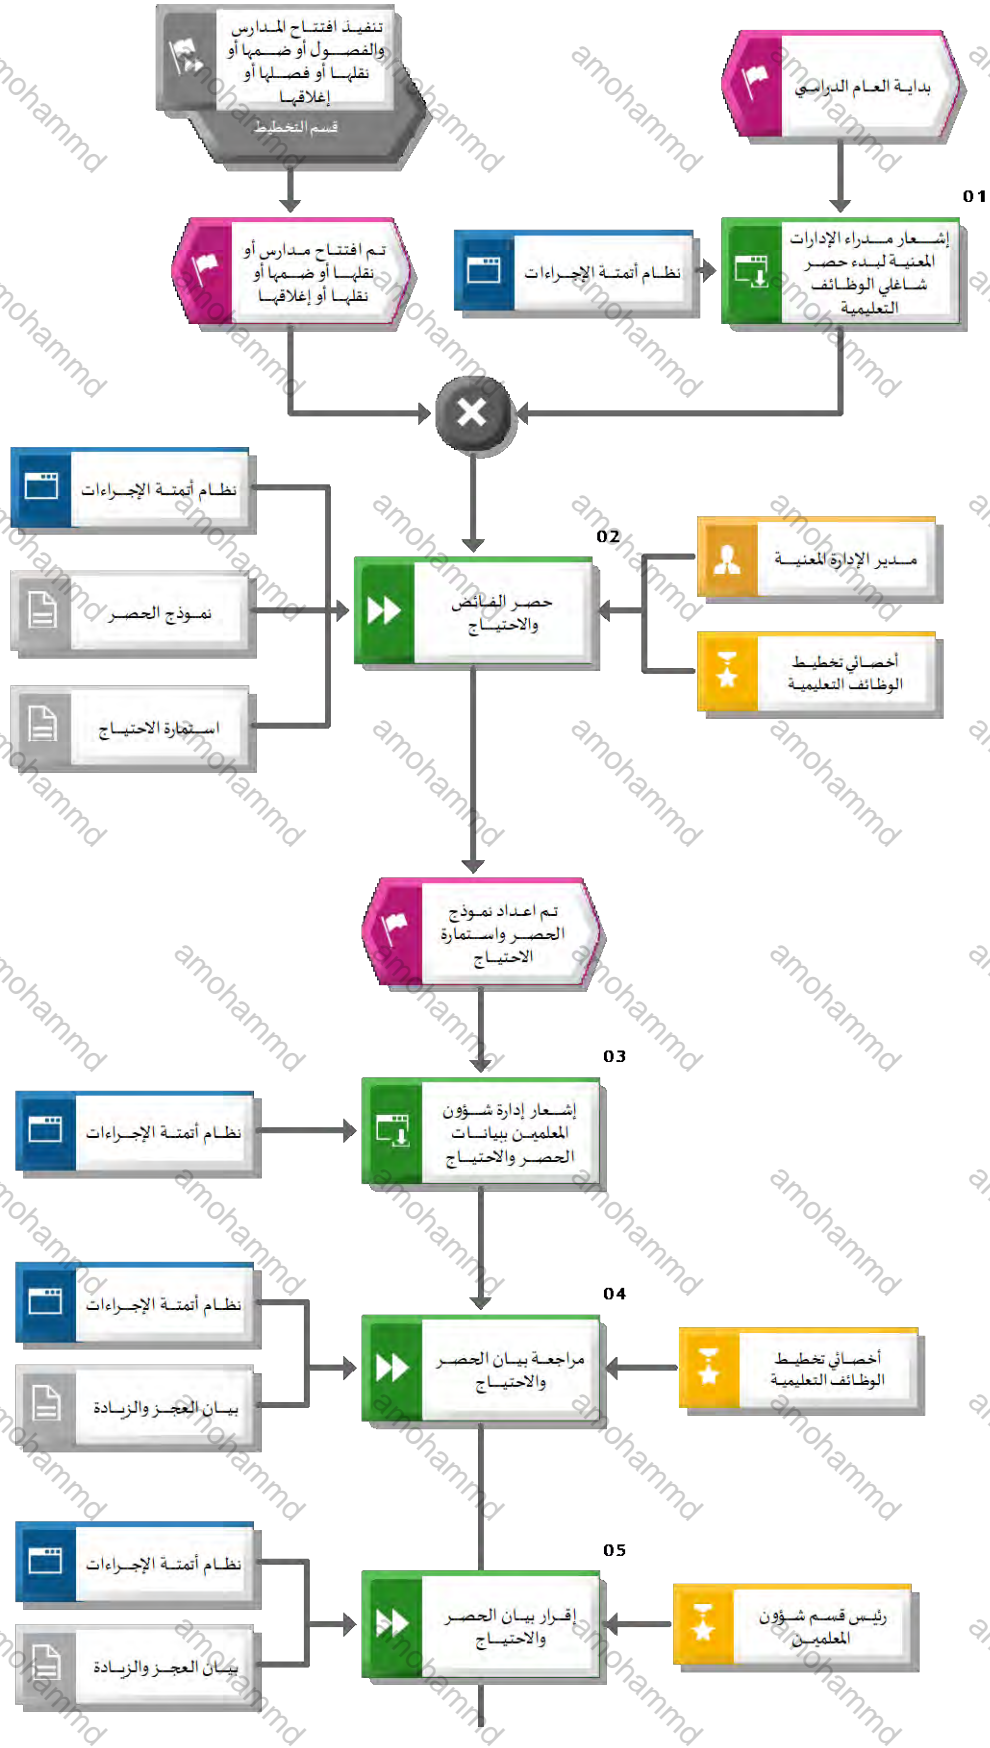 بداية العام الدراسي
تنفيذ افتتاح المدارس
والفصول أو ضمها أو
نقلها أو فصلها أو
إغلاقها
قسم التخطيط
01
إشعار مدراء الإدارات
المعنية لبدء حصر
شاغلي الوظائف
التعليمية
نظام أتمتة الإجراءات
تم افتتاح مدارس أو
نقلها أو ضمها أو
نقلها أو إغلاقها
02
مدير الإدارة المعنية
أخصائي تخطيط
الوظائف التعليمية
حصر الفائض
والاحتياج
نظام أتمتة الإجراءات
نموذج الحصر
استمارة الاحتياج
تم اعداد نموذج
الحصر واستمارة
الاحتياج
03
إشعار إدارة شؤون
المعلمين ببيانات
الحصر والاحتياج
نظام أتمتة الإجراءات
04
أخصائي تخطيط
الوظائف التعليمية
مراجعة بيان الحصر
والاحتياج
نظام أتمتة الإجراءات
بيان العجز والزيادة
05
رئيس قسم شؤون
المعلمين
إقرار بيان الحصر
والاحتياج
نظام أتمتة الإجراءات
بيان العجز والزيادة
amohammd